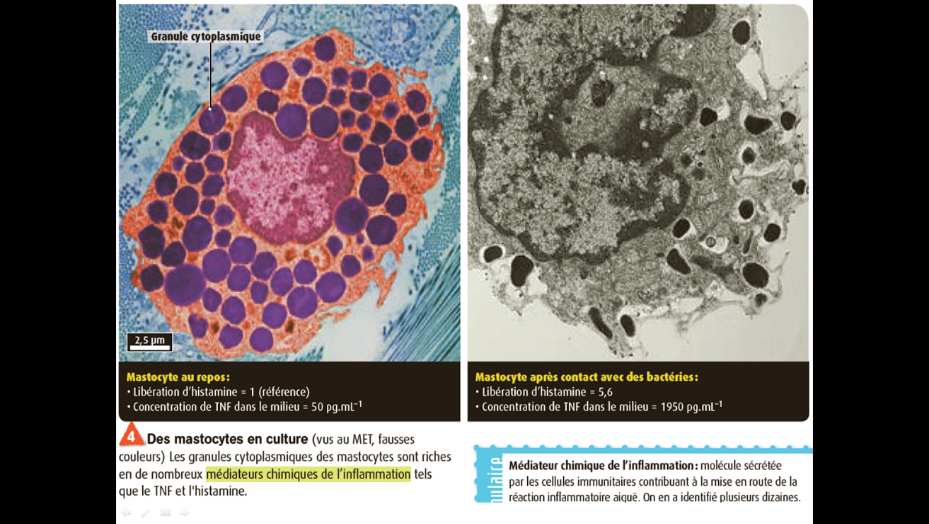 Granule cytoplasmique
2,5 µm
Mastocyte au repos :
• Libération d'histamine = 1 (référence)
• Concentration de TNF dans le milieu = 50 pg.mL⁻¹
Mastocyte après contact avec des bactéries :
• Libération d'histamine = 5,6
• Concentration de TNF dans le milieu = 1950 pg.mL⁻¹
4 Des mastocytes en culture (vus au MET, fausses
couleurs) Les granules cytoplasmiques des mastocytes sont riches
en de nombreux médiateurs chimiques de l'inflammation tels
que le TNF et l'histamine.
ulaire
Médiateur chimique de l'inflammation : molécule sécrétée
par les cellules immunitaires contribuant à la mise en route de la
réaction inflammatoire aiguë. On en a identifié plusieurs dizaines.